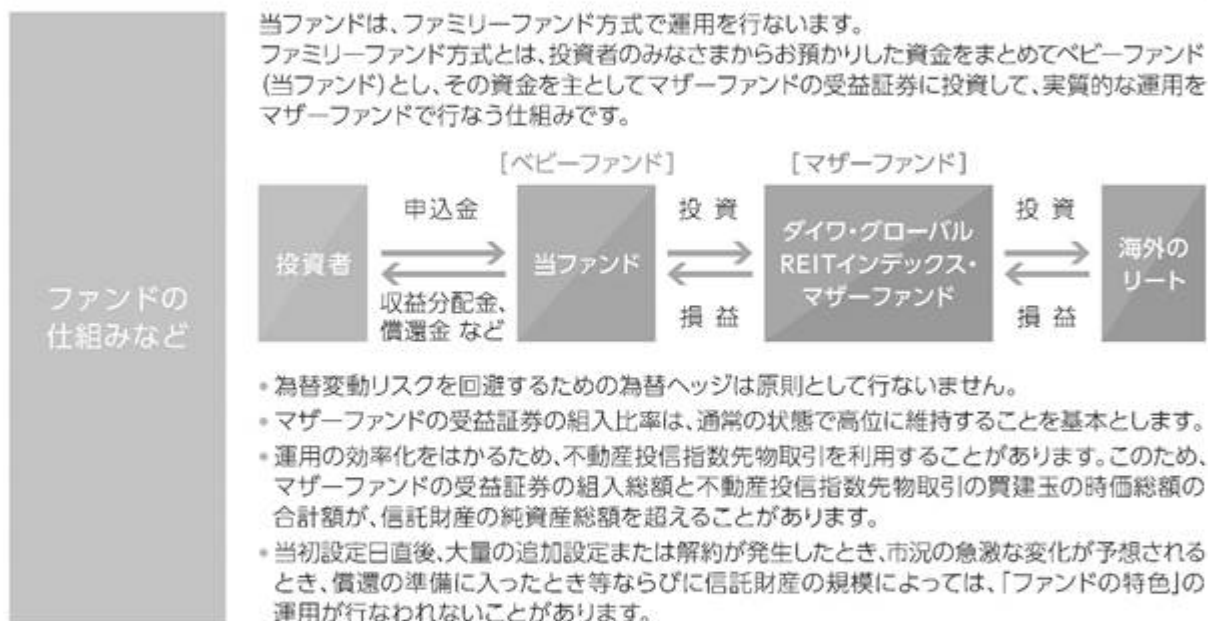 当ファンドは、ファミリーファンド方式で運用を行ないます。
ファミリーファンド方式とは、投資者のみなさまからお預かりした資金をまとめてベビーファンド
(当ファンド)とし、その資金を主としてマザーファンドの受益証券に投資して、実質的な運用を
マザーファンドで行なう仕組みです。
[ベビーファンド]
[マザーファンド]
投資者
申込金
収益分配金、
償還金 など
当ファンド
投 資
損 益
ダイワ・グローバル
REITインデックス・
マザーファンド
投 資
損 益
海外の
リート
ファンドの
仕組みなど
•為替変動リスクを回避するための為替ヘッジは原則として行ないません。
•マザーファンドの受益証券の組入比率は、通常の状態で高位に維持することを基本とします。
•運用の効率化をはかるため、不動産投信指数先物取引を利用することがあります。このため、
マザーファンドの受益証券の組入総額と不動産投信指数先物取引の買建玉の時価総額の
合計額が、信託財産の純資産総額を超えることがあります。
•当初設定日直後、大量の追加設定または解約が発生したとき、市況の急激な変化が予想される
とき、償還の準備に入ったとき等ならびに信託財産の規模によっては、「ファンドの特色」の
運用が行なわれないことがあります。